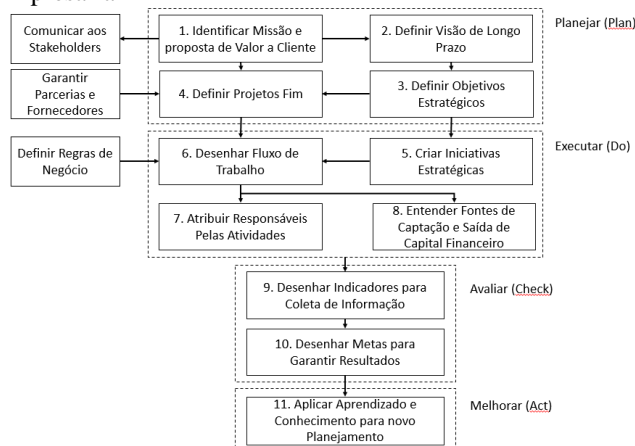 Comunicar aos
Stakeholders
1. Identificar Missão e
proposta de Valor a Cliente
2. Definir Visão de Longo
Prazo
Planejar (Plan)
Garantir
Parcerias e
Fornecedores
4. Definir Projetos Fim
3. Definir Objetivos
Estratégicos
Definir Regras de
Negócio
6. Desenhar Fluxo de
Trabalho
5. Criar Iniciativas
Estratégicas
Executar (Do)
7. Atribuir Responsáveis
Pelas Atividades
8. Entender Fontes de
Captação e Saída de
Capital Financeiro
9. Desenhar Indicadores para
Coleta de Informação
Avaliar (Check)
10. Desenhar Metas para
Garantir Resultados
11. Aplicar Aprendizado e
Conhecimento para novo
Planejamento
Melhorar (Act)